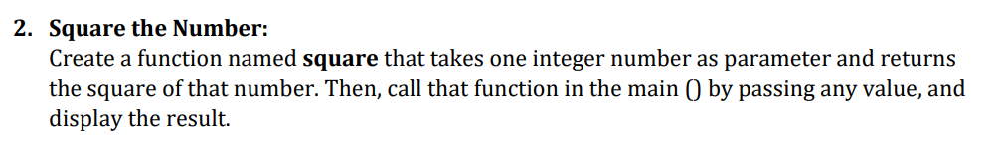 2. Square the Number:
Create a function named square that takes one integer number as parameter and returns
the square of that number. Then, call that function in the main () by passing any value, and
display the result.